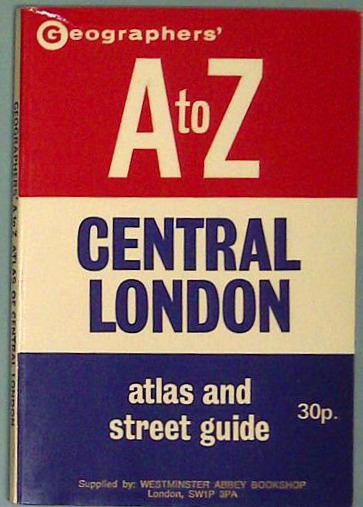 Geographers'
A to Z
CENTRAL
LONDON
atlas and
street guide
30p.
Supplied by: WESTMINSTER ABBEY BOOKSHOP
London, SW1P 3PA
GEOGRAPHERS' A to Z ATLAS OF CENTRAL LONDON